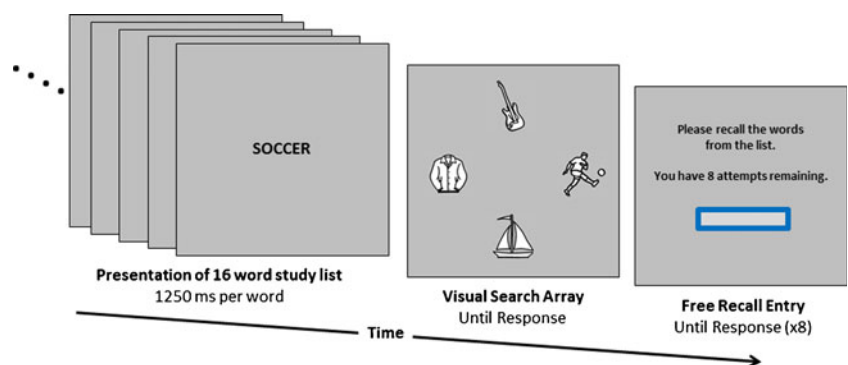 SOCCER
Presentation of 16 word study list
1250 ms per word
Visual Search Array
Until Response
Please recall the words
from the list.
You have 8 attempts remaining.
Free Recall Entry
Until Response (x8)
Time